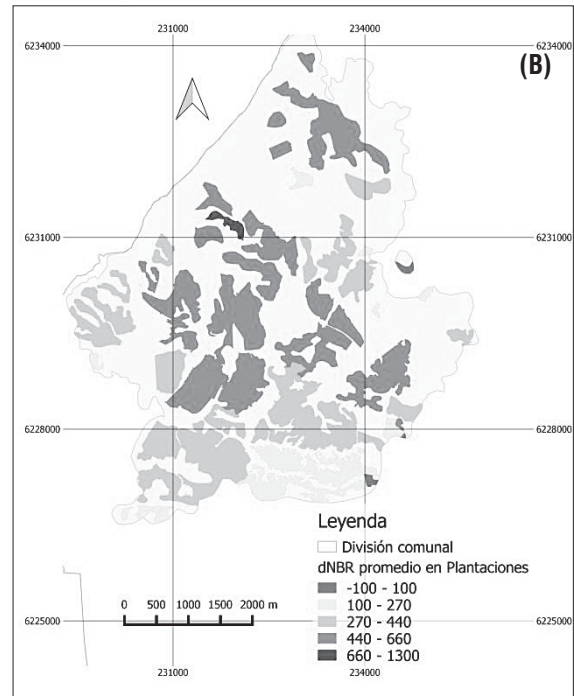 231000 234000
6234000 6234000
(B)
6231000 6231000
6228000 6228000
Leyenda
División comunal
dNBR promedio en Plantaciones
-100 - 100
100 - 270
270 - 440
440 - 660
660 - 1300
0 500 1000 1500 2000 m
6225000 6225000
231000 234000